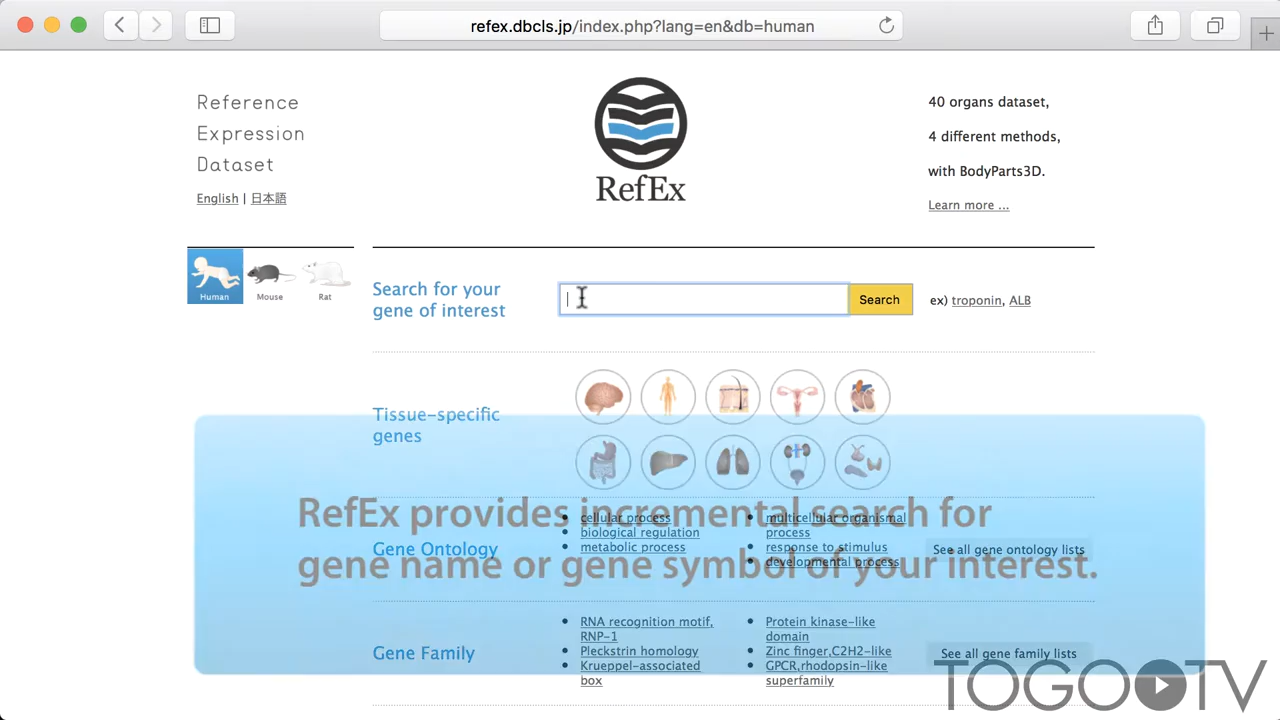 refex.dbcls.jp/index.php?lang=en&db=human
Reference
Expression
Dataset
English | 日本語
RefEx
40 organs dataset,
4 different methods,
with BodyParts3D.
Learn more ...
Human
Mouse
Rat
Search for your
gene of interest
Search
ex) troponin, ALB
Tissue-specific
genes
Gene Ontology
cellular process
biological regulation
metabolic process
multicellular organismal
process
response to stimulus
developmental process
See all gene ontology lists
RefEx provides incremental search for
gene name or gene symbol of your interest.
Gene Family
RNA recognition motif,
RNP-1
Pleckstrin homology
Krueppel-associated
box
Protein kinase-like
domain
Zinc finger,C2H2-like
GPCR,rhodopsin-like
superfamily
See all gene family lists
TOGO TV